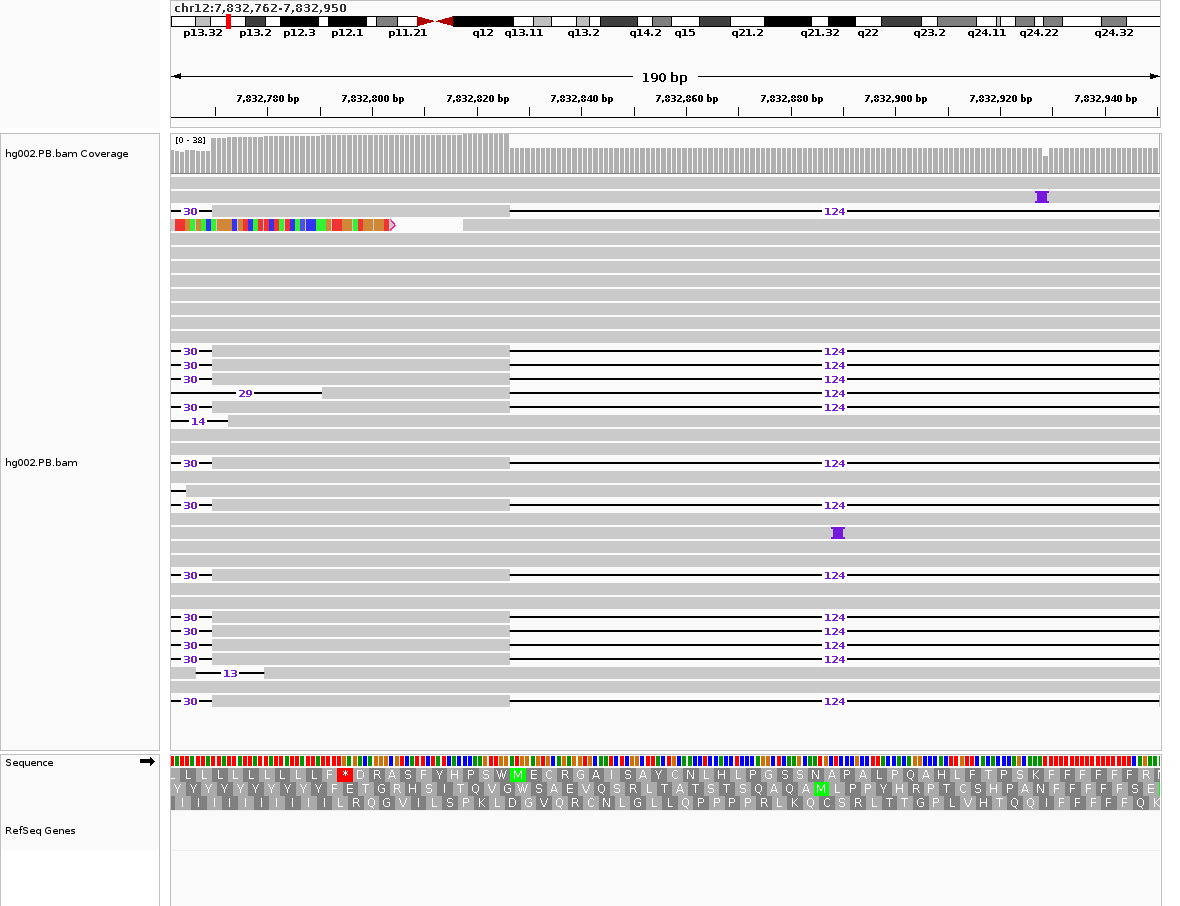 chr12:7,832,762-7,832,950
p13.32 p13.2 p12.3 p12.1 p11.21 q12 q13.11 q13.2 q14.2 q15 q21.2 q21.32 q22 q23.2 q24.11 q24.22 q24.32
190 bp
7,832,780 bp 7,832,800 bp 7,832,820 bp 7,832,840 bp 7,832,860 bp 7,832,880 bp 7,832,900 bp 7,832,920 bp 7,832,940 bp
[0 - 38]
hg002.PB.bam Coverage
30 124
30 124
30 124
30 124
29 124
30 124
14
hg002.PB.bam
30 124
30 124
30 124
30 124
30 124
30 124
30 124
13
30 124
Sequence
L L L L L L L L L F * D R A S F Y H P S W M E C R G A I S A Y C N L H L P G S S N A P A L P Q A H L F T P S K F F F F F R
Y Y Y Y Y Y Y Y Y F E T G R H S I T Q V G W S A E V Q S R L T A T S T S Q A Q A M L P P Y H R P T C S H P A N F F F F F S E
I I I I I I I I I L R Q G V I L S P K L D G V Q R C N L G L L Q P P P P R L K Q C S R L T T G P L V H T Q Q I F F F F Q K
RefSeq Genes